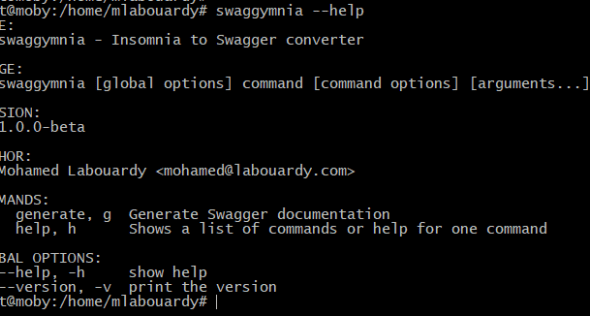 t@moby:/home/mlabouardy# swaggymnia --help
E:
swaggymnia - Insomnia to Swagger converter
GE:
swaggymnia [global options] command [command options] [arguments...]
SION:
1.0.0-beta
HOR:
Mohamed Labouardy <mohamed@labouardy.com>
MANDS:
generate, g  Generate Swagger documentation
help, h      Shows a list of commands or help for one command
BAL OPTIONS:
--help, -h     show help
--version, -v  print the version
t@moby:/home/mlabouardy#